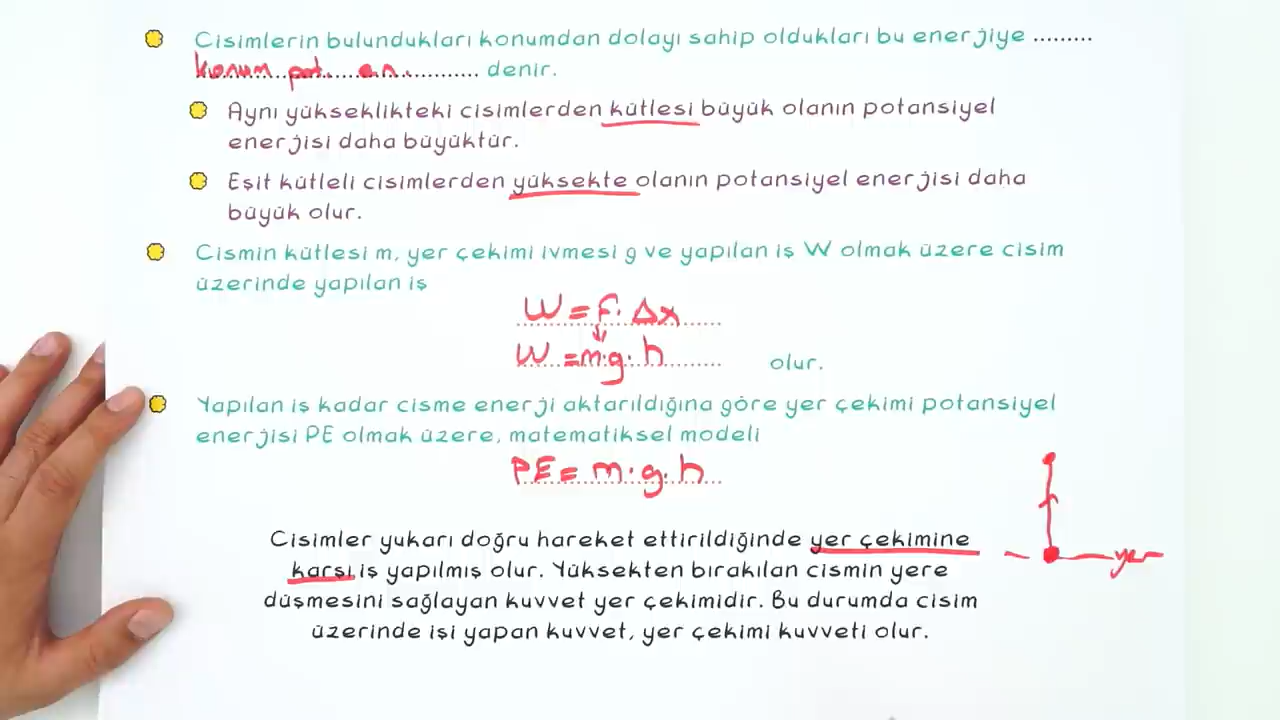 Cisimlerin bulundukları konumdan dolayı sahip oldukları bu enerjiye .........
konum pot. en. .......... denir.
Aynı yükseklikteki cisimlerden kütlesi büyük olanın potansiyel
enerjisi daha büyüktür.
Eşit kütleli cisimlerden yüksekte olanın potansiyel enerjisi daha
büyük olur.
Cismin kütlesi m, yer çekimi ivmesi g ve yapılan iş W olmak üzere cisim
üzerinde yapılan iş
W = F. Δx
W = m.g.h olur.
Yapılan iş kadar cisme enerji aktarıldığına göre yer çekimi potansiyel
enerjisi PE olmak üzere, matematiksel modeli
PE = m.g.h
Cisimler yukarı doğru hareket ettirildiğinde yer çekimine
karşı iş yapılmış olur. Yüksekten bırakılan cismin yere
düşmesini sağlayan kuvvet yer çekimidir. Bu durumda cisim
üzerinde işi yapan kuvvet, yer çekimi kuvveti olur.
yer